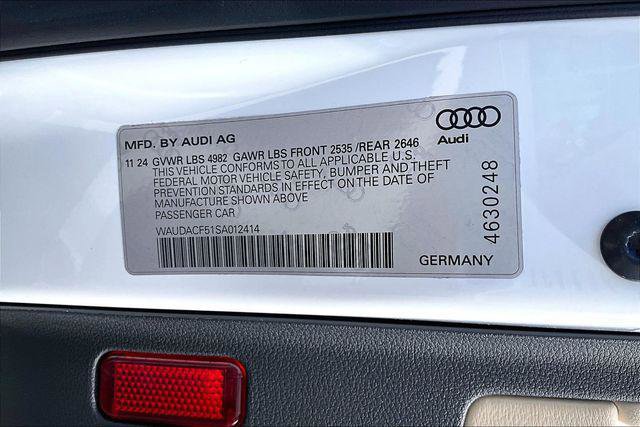 MFD. BY AUDI AG
Audi
11 24 GVWR LBS 4982 GAWR LBS FRONT 2535 /REAR 2646
THIS VEHICLE CONFORMS TO ALL APPLICABLE U.S.
FEDERAL MOTOR VEHICLE SAFETY, BUMPER AND THEFT
PREVENTION STANDARDS IN EFFECT ON THE DATE OF
MANUFACTURE SHOWN ABOVE
PASSENGER CAR
WAUDACF51SA012414
GERMANY
4630248